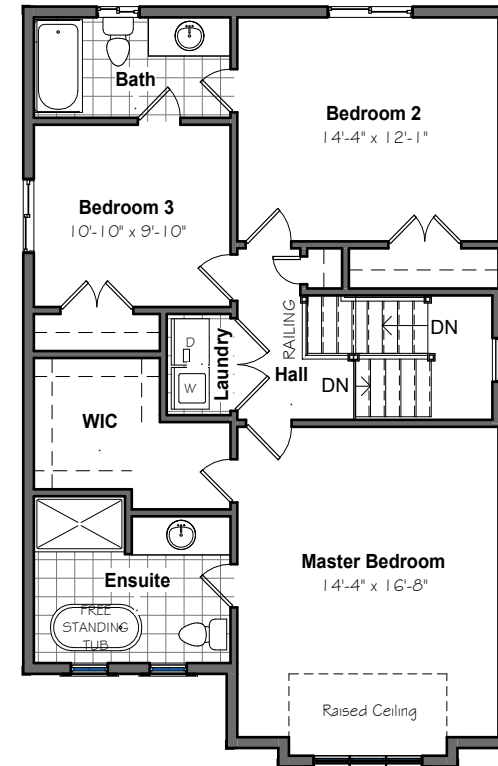 Bath
Bedroom 2
14'-4" x 12'-1"
Bedroom 3
10'-10" x 9'-10"
RAILING
DN
D
Laundry
Hall
DN
W
WIC
Master Bedroom
14'-4" x 16'-8"
Ensuite
FREE
STANDING
TUB
Raised Ceiling